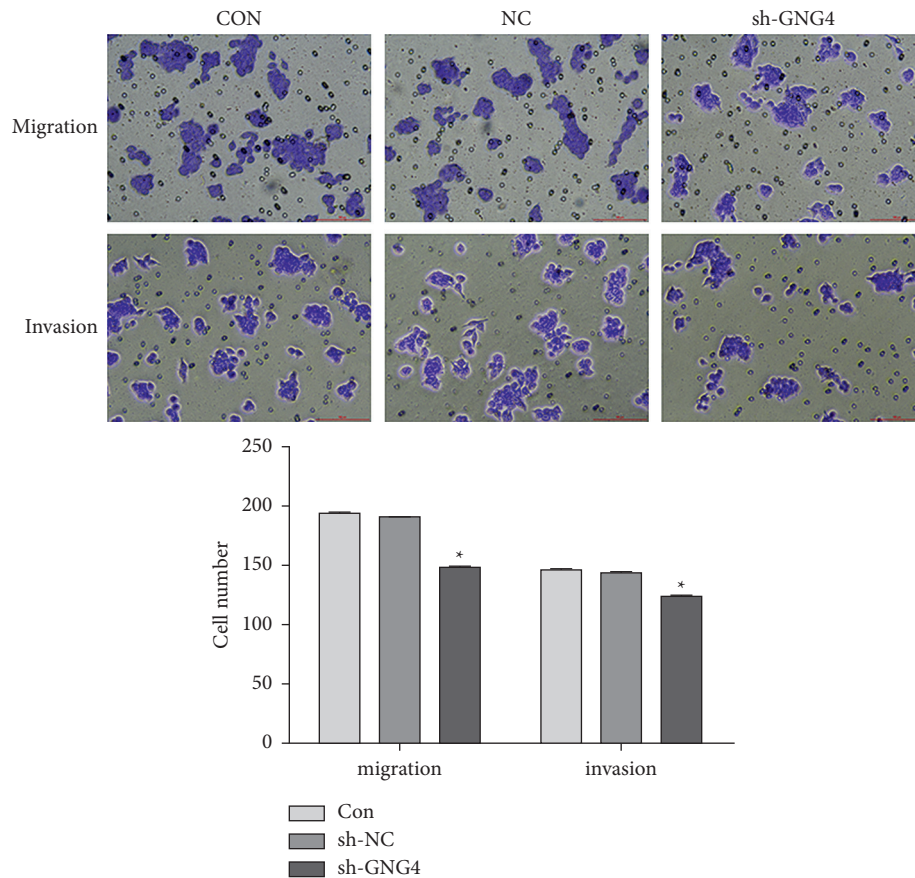 CON NC sh-GNG4
Migration
Invasion
250
200
150
100
50
0
Cell number
*
*
migration invasion
Con
sh-NC
sh-GNG4